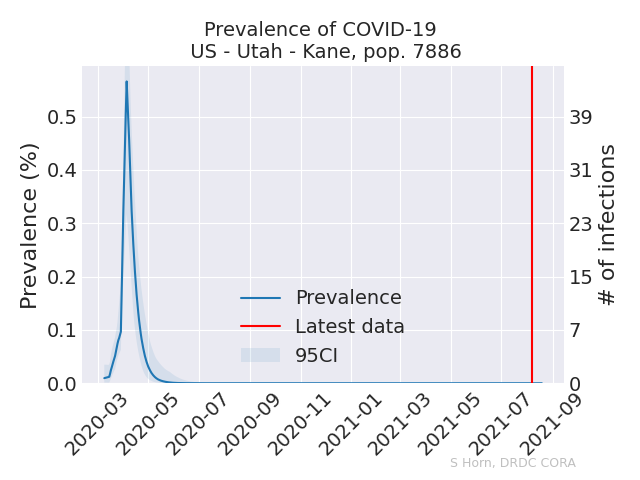 Prevalence of COVID-19
US - Utah - Kane, pop. 7886
Prevalence (%)
0.5
0.4
0.3
0.2
0.1
0.0
39
31
23
15
7
0
# of infections
Prevalence
Latest data
95CI
2020-03
2020-05
2020-07
2020-09
2020-11
2021-01
2021-03
2021-05
2021-07
2021-09
S Horn, DRDC CORA